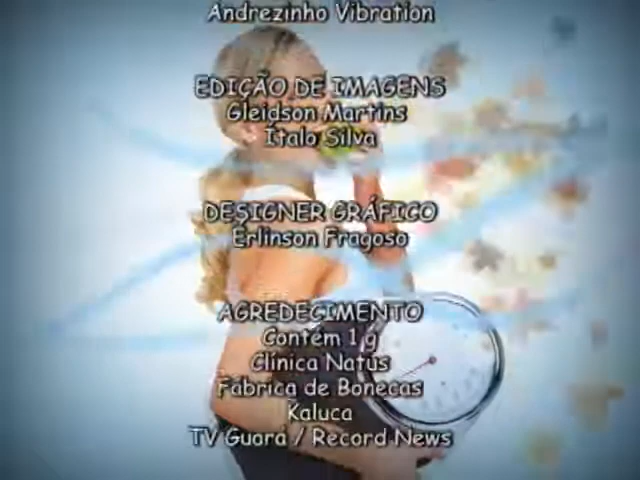 Andrezinho Vibration
EDIÇÃO DE IMAGENS
Gleidson Martins
Ítalo Silva
DESIGNER GRÁFICO
Erlinson Fragoso
AGREDECIMENTO
Contém 1 g
Clínica Natus
Fábrica de Bonecas
Kaluca
TV Guará / Record News